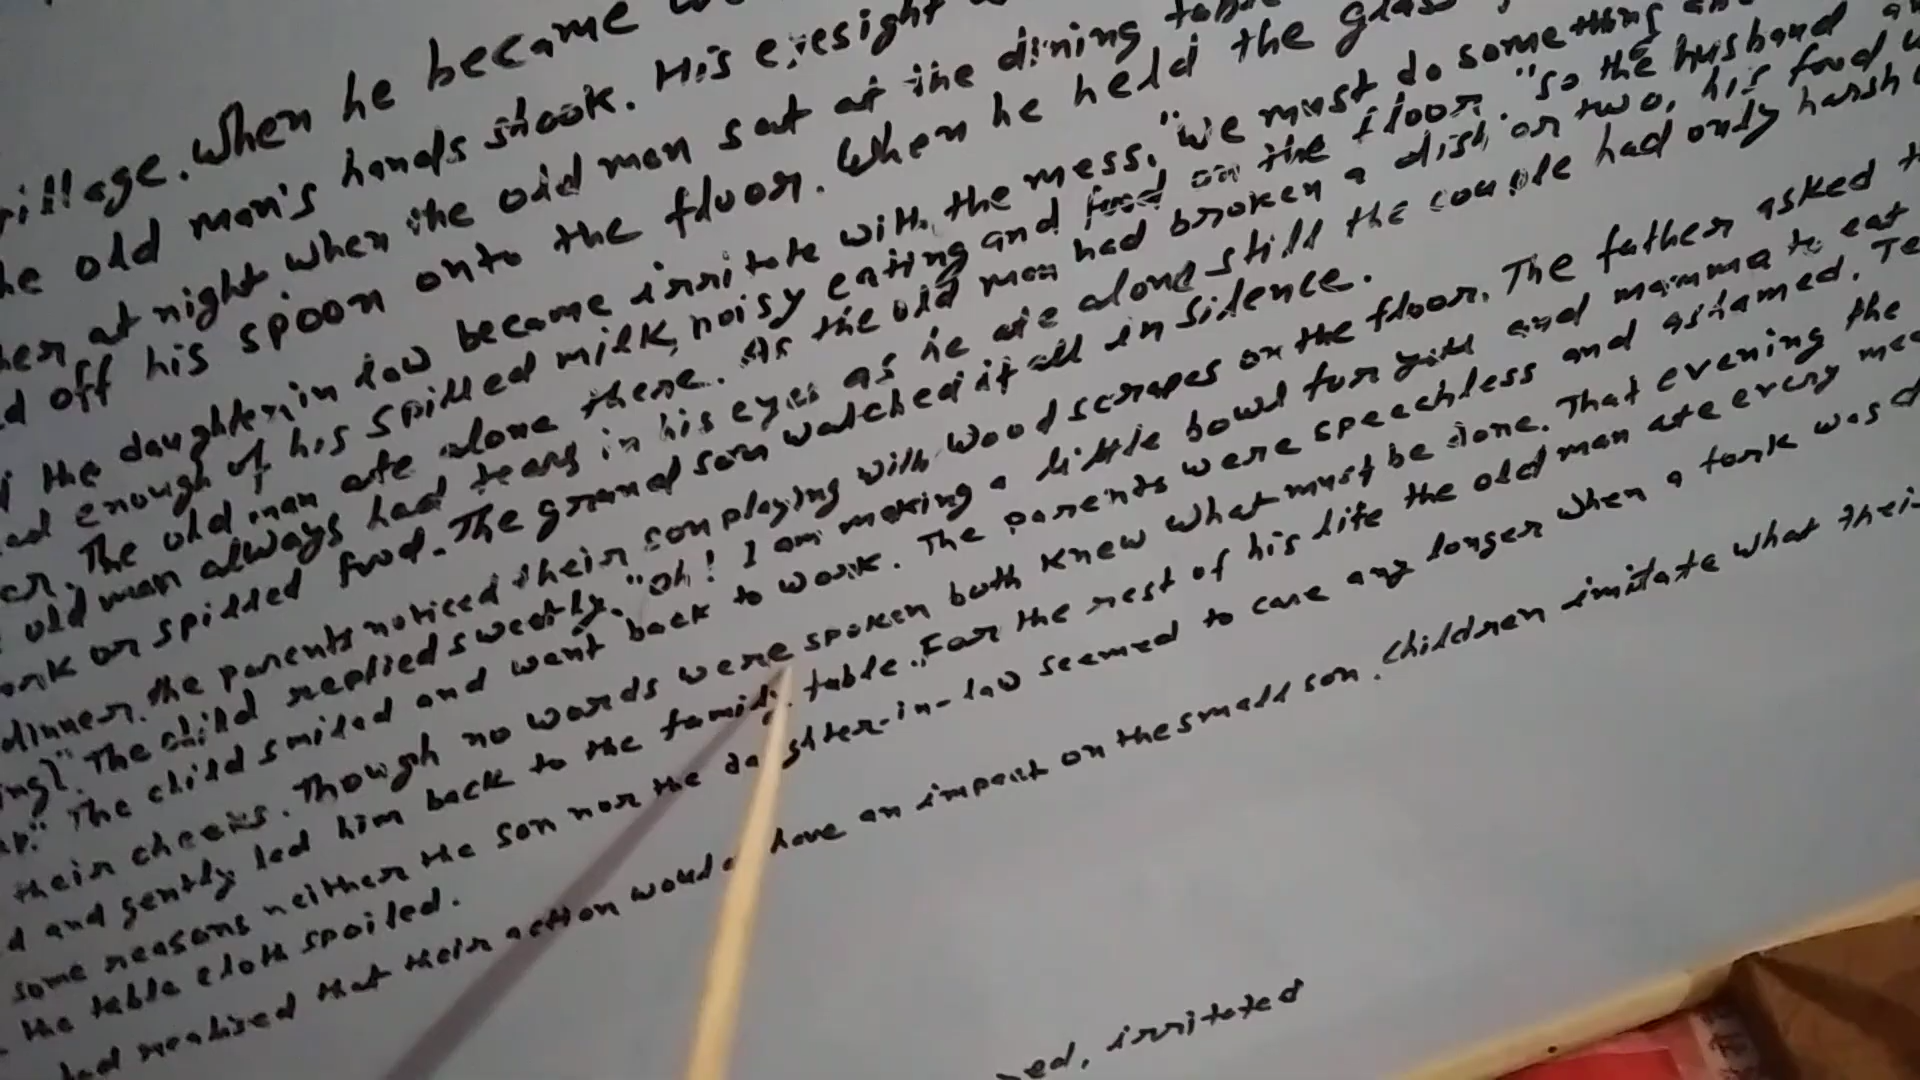 village. When he became
he old man's hands shook. His eyesight
her at night when the old man sat at the dining table
d off his spoon onto the floor. When he held the glass
the daughter in law became irritate with the mess. "We must do something
ad enough of his spilled milk, noisy eating and food on the floor. "So the husband
er. The old man ate alone there. As the old man had broken a dish or two, his food
old man always had tears in his eyes as he ate alone still the couple had only harsh
ork or spilled food. The grand son watched it all in silence.
dinner. the parents noticed their son playing with wood scrapes on the floor. The father asked
ing?" The child replied sweetly. "oh! I am making a little bowl for you and mamma to eat
up." The child smiled and went back to work. The parents were speechless and ashamed.
their cheeks. Though no words were spoken both knew what must be done. That evening the
d and gently led him back to the family table. For the rest of his life the old man ate every
some reasons neither the son nor the daughter-in-law seemed to care any longer when a fork was
the table cloth spoiled.
had realised that their action would have an impact on the small son. children imitate what their
ed, irritated